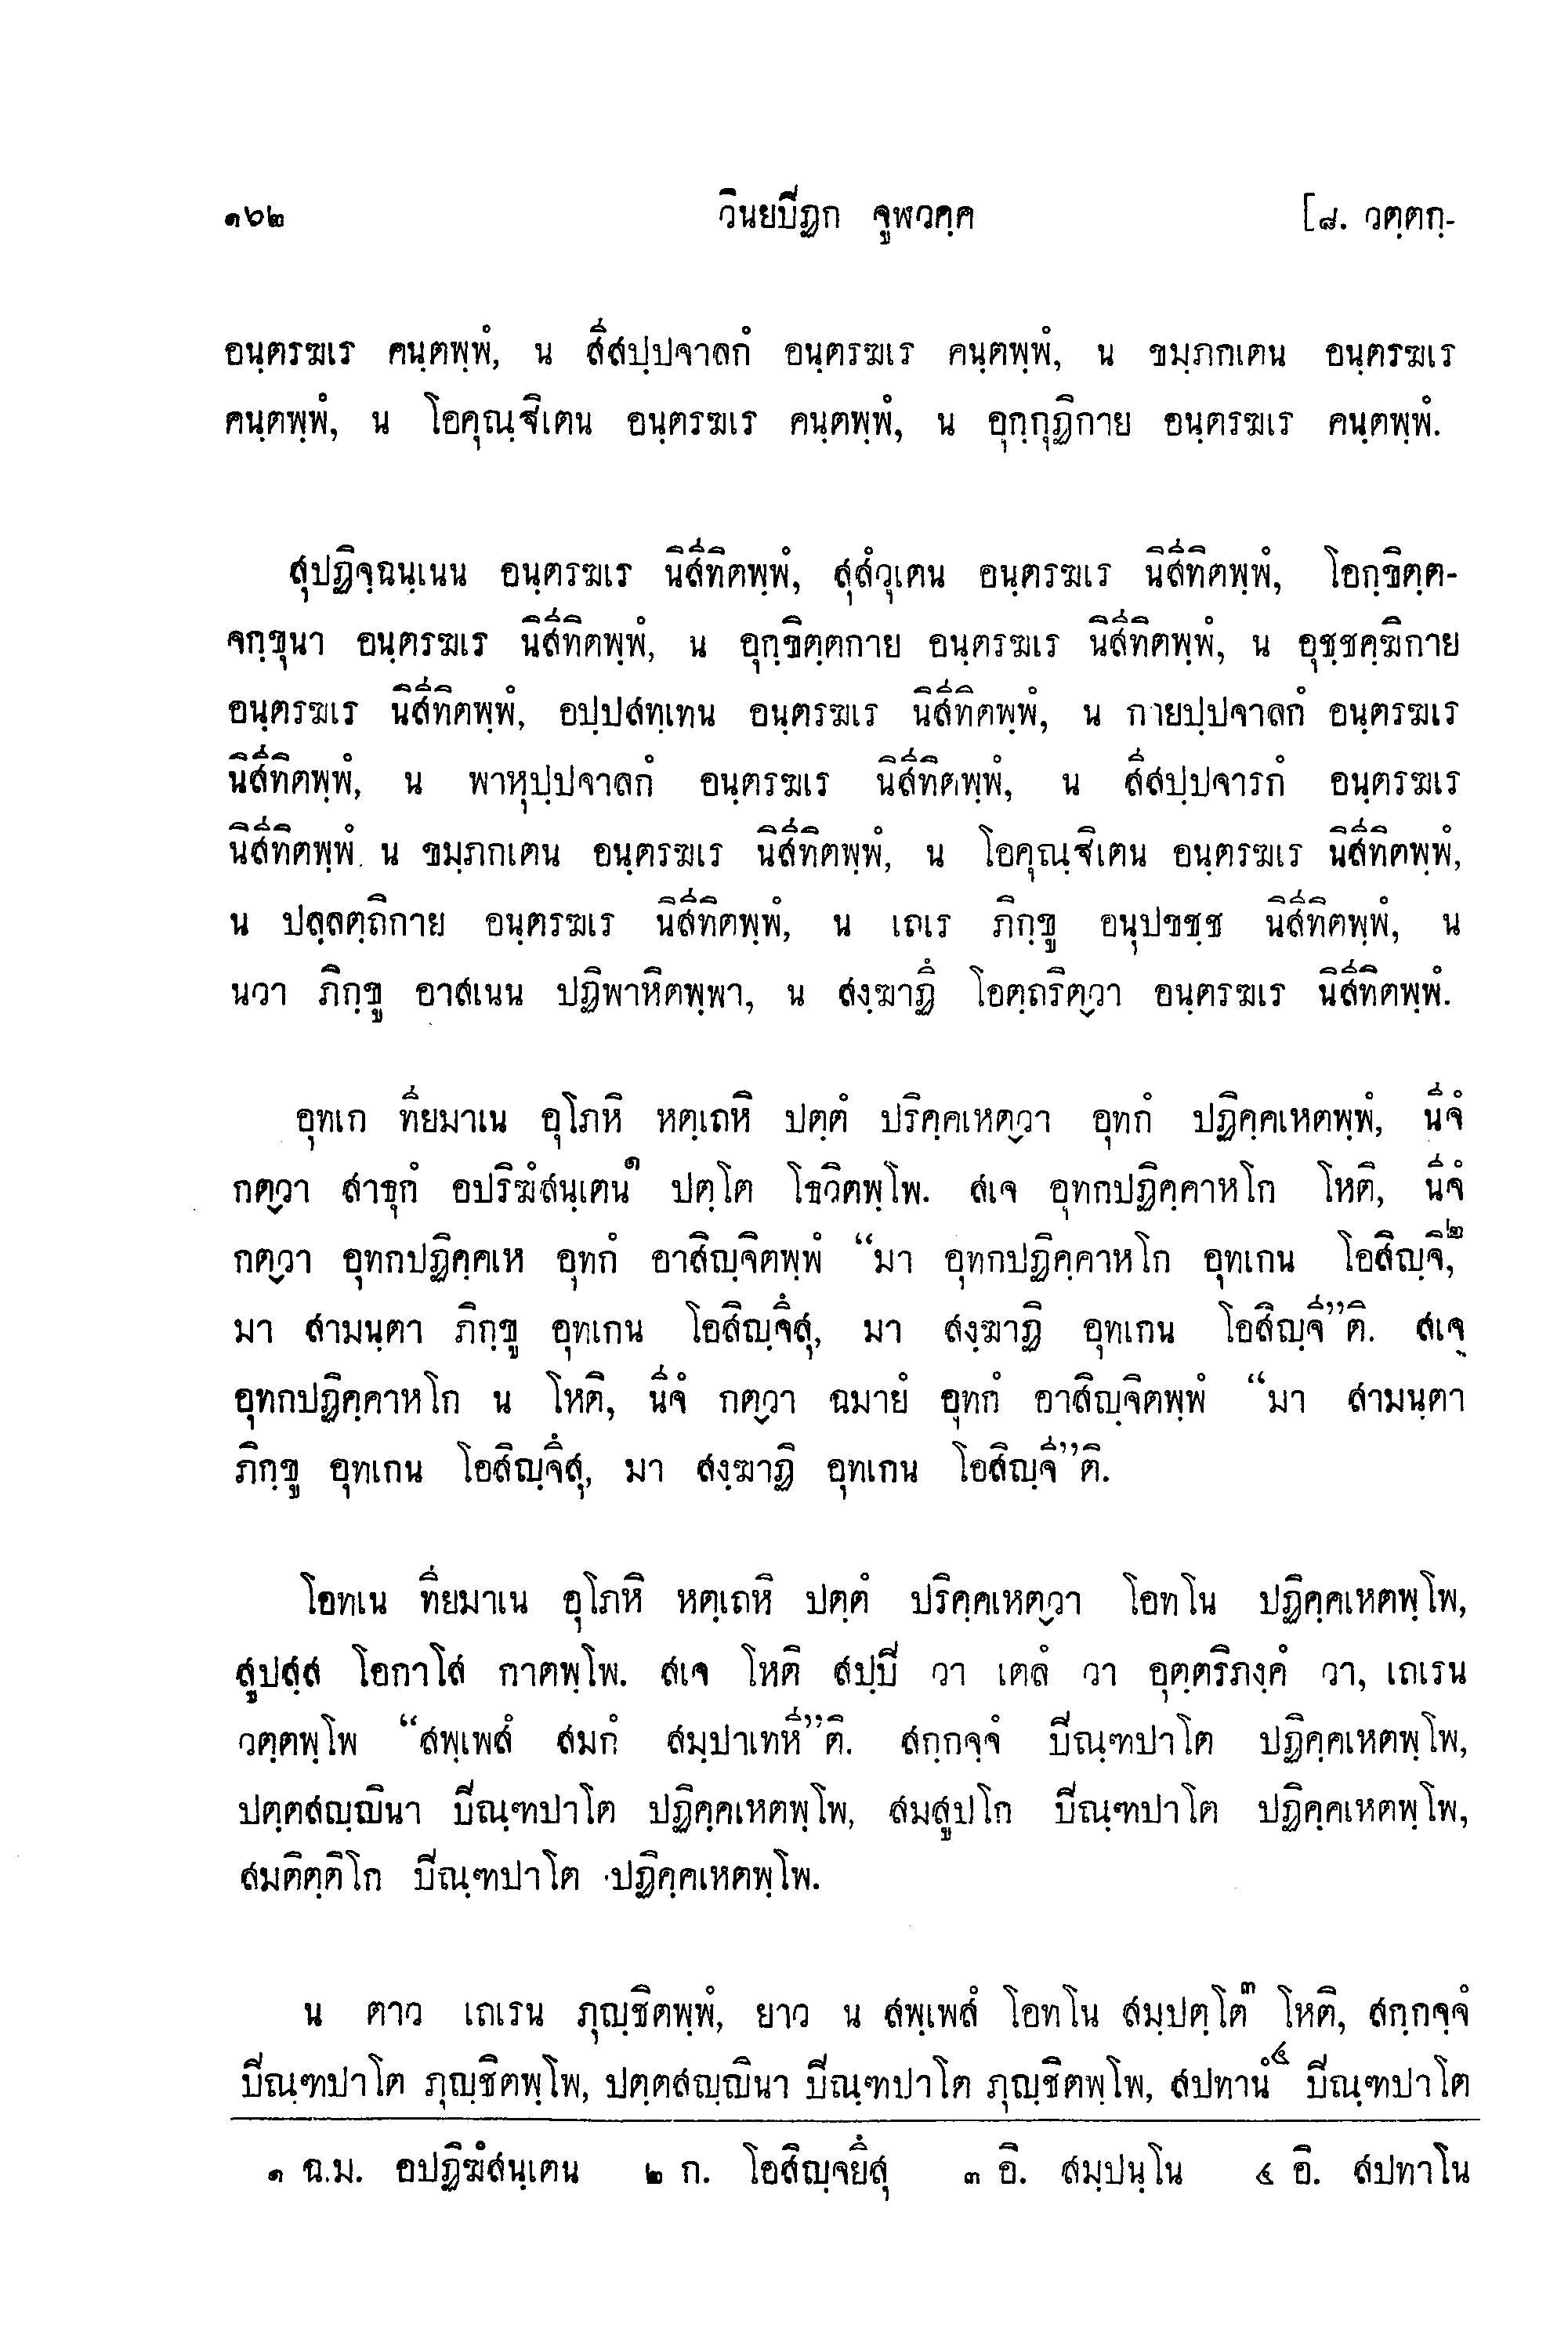 ๑๖๒ วินยปิฏก จูฬวคฺค [๘. วตฺตกฺ-
อนฺตรฆเร คนฺตพฺพํ, น สีสปฺปจาลกํ อนฺตรฆเร คนฺตพฺพํ, น ขมฺภกเตน อนฺตรฆเร
คนฺตพฺพํ, น โอคุณฺฐิเตน อนฺตรฆเร คนฺตพฺพํ, น อุกฺกุฏิกาย อนฺตรฆเร คนฺตพฺพํ.
สุปฏิจฺฉนฺเนน อนฺตรฆเร นิสีทิตพฺพํ, สุสํวุเตน อนฺตรฆเร นิสีทิตพฺพํ, โอกฺขิตฺต-
จกฺขุนา อนฺตรฆเร นิสีทิตพฺพํ, น อุกฺขิตฺตกาย อนฺตรฆเร นิสีทิตพฺพํ, น อุชฺชคฺฆิกาย
อนฺตรฆเร นิสีทิตพฺพํ, อปฺปสทฺเทน อนฺตรฆเร นิสีทิตพฺพํ, น กายปฺปจาลกํ อนฺตรฆเร
นิสีทิตพฺพํ, น พาหุปฺปจาลกํ อนฺตรฆเร นิสีทิตพฺพํ, น สีสปฺปจารกํ อนฺตรฆเร
นิสีทิตพฺพํ. น ขมฺภกเตน อนฺตรฆเร นิสีทิตพฺพํ, น โอคุณฺฐิเตน อนฺตรฆเร นิสีทิตพฺพํ,
น ปลฺลตฺถิกาย อนฺตรฆเร นิสีทิตพฺพํ, น เถเร ภิกฺขู อนุปขชฺช นิสีทิตพฺพํ, น
นวา ภิกฺขู อาสเนน ปฏิพาหิตพฺพา, น สงฺฆาฏึ โอตฺถริตฺวา อนฺตรฆเร นิสีทิตพฺพํ.
อุทเก ทียมาเน อุโภหิ หตฺเถหิ ปตฺตํ ปริคฺคเหตฺวา อุทกํ ปฏิคฺคเหตพฺพํ, นีจํ
กตฺวา สาธุกํ อปริฆํสนฺเตน๑ ปตฺโต โธวิตพฺโพ. สเจ อุทกปฏิคฺคาหโก โหติ, นีจํ
กตฺวา อุทกปฏิคฺคเห อุทกํ อาสิญฺจิตพฺพํ “มา อุทกปฏิคฺคาหโก อุทเกน โอสิญฺจิ,๒
มา สามนฺตา ภิกฺขู อุทเกน โอสิญฺจึสุ, มา สงฺฆาฏิ อุทเกน โอสิญฺจี”ติ. สเจ
อุทกปฏิคฺคาหโก น โหติ, นีจํ กตฺวา ฉมายํ อุทกํ อาสิญฺจิตพฺพํ “มา สามนฺตา
ภิกฺขู อุทเกน โอสิญฺจึสุ, มา สงฺฆาฏิ อุทเกน โอสิญฺจี”ติ.
โอทเน ทียมาเน อุโภหิ หตฺเถหิ ปตฺตํ ปริคฺคเหตฺวา โอทโน ปฏิคฺคเหตพฺโพ,
สูปสฺส โอกาโส กาตพฺโพ. สเจ โหติ สปฺปิ วา เตลํ วา อุตฺตริภงฺคํ วา, เถเรน
วตฺตพฺโพ “สพฺเพสํ สมกํ สมฺปาเทหี”ติ. สกฺกจฺจํ ปิณฺฑปาโต ปฏิคฺคเหตพฺโพ,
ปตฺตสญฺญินา ปิณฺฑปาโต ปฏิคฺคเหตพฺโพ, สมสูปโก ปิณฺฑปาโต ปฏิคฺคเหตพฺโพ,
สมติตฺติโก ปิณฺฑปาโต ปฏิคฺคเหตพฺโพ.
น ตาว เถเรน ภุญฺชิตพฺพํ, ยาว น สพฺเพสํ โอทโน สมฺปตฺโต๓ โหติ, สกฺกจฺจํ
ปิณฺฑปาโต ภุญฺชิตพฺโพ, ปตฺตสญฺญินา ปิณฺฑปาโต ภุญฺชิตพฺโพ, สปทานํ๔ ปิณฺฑปาโต
๑ ฉ.ม. อปฏิฆํสนฺเตน ๒ ก. โอสิญฺจยึสุ ๓ อิ. สมฺปนฺโน ๔ อิ. สปทาโน